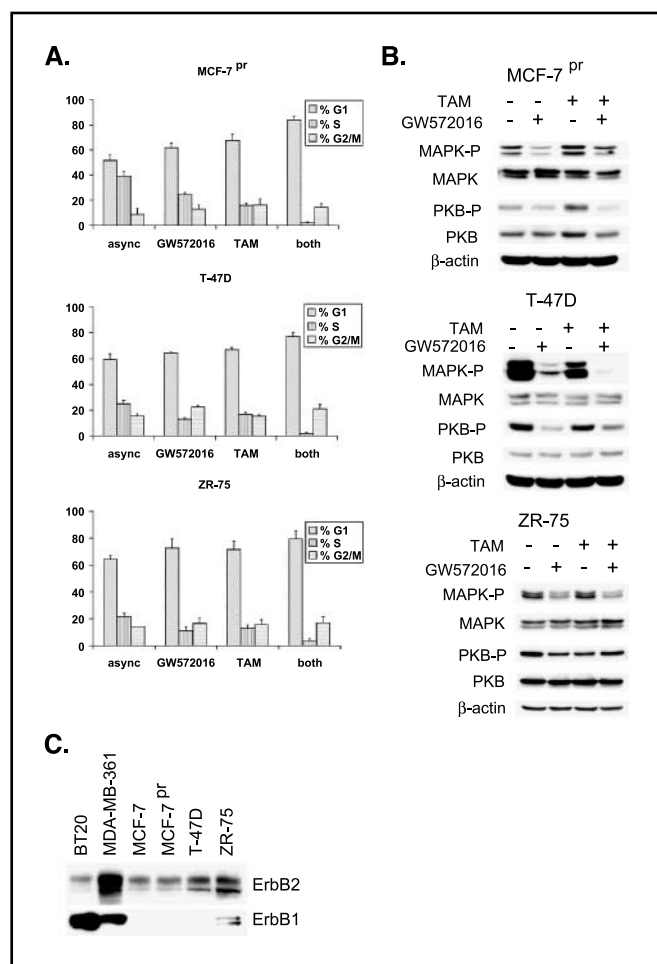 A.
MCF-7 pr
100
80
60
40
20
0
% G1
% S
% G2/M
async GW572016 TAM both
T-47D
100
80
60
40
20
0
% G1
% S
% G2/M
async GW572016 TAM both
ZR-75
100
80
60
40
20
0
% G1
% S
% G2/M
async GW572016 TAM both
B.
MCF-7 pr
TAM - - + +
GW572016 - + - +
MAPK-P
MAPK
PKB-P
PKB
β-actin
T-47D
TAM - - + +
GW572016 - + - +
MAPK-P
MAPK
PKB-P
PKB
β-actin
ZR-75
TAM - - + +
GW572016 - + - +
MAPK-P
MAPK
PKB-P
PKB
β-actin
C.
BT20
MDA-MB-361
MCF-7
MCF-7 pr
T-47D
ZR-75
ErbB2
ErbB1